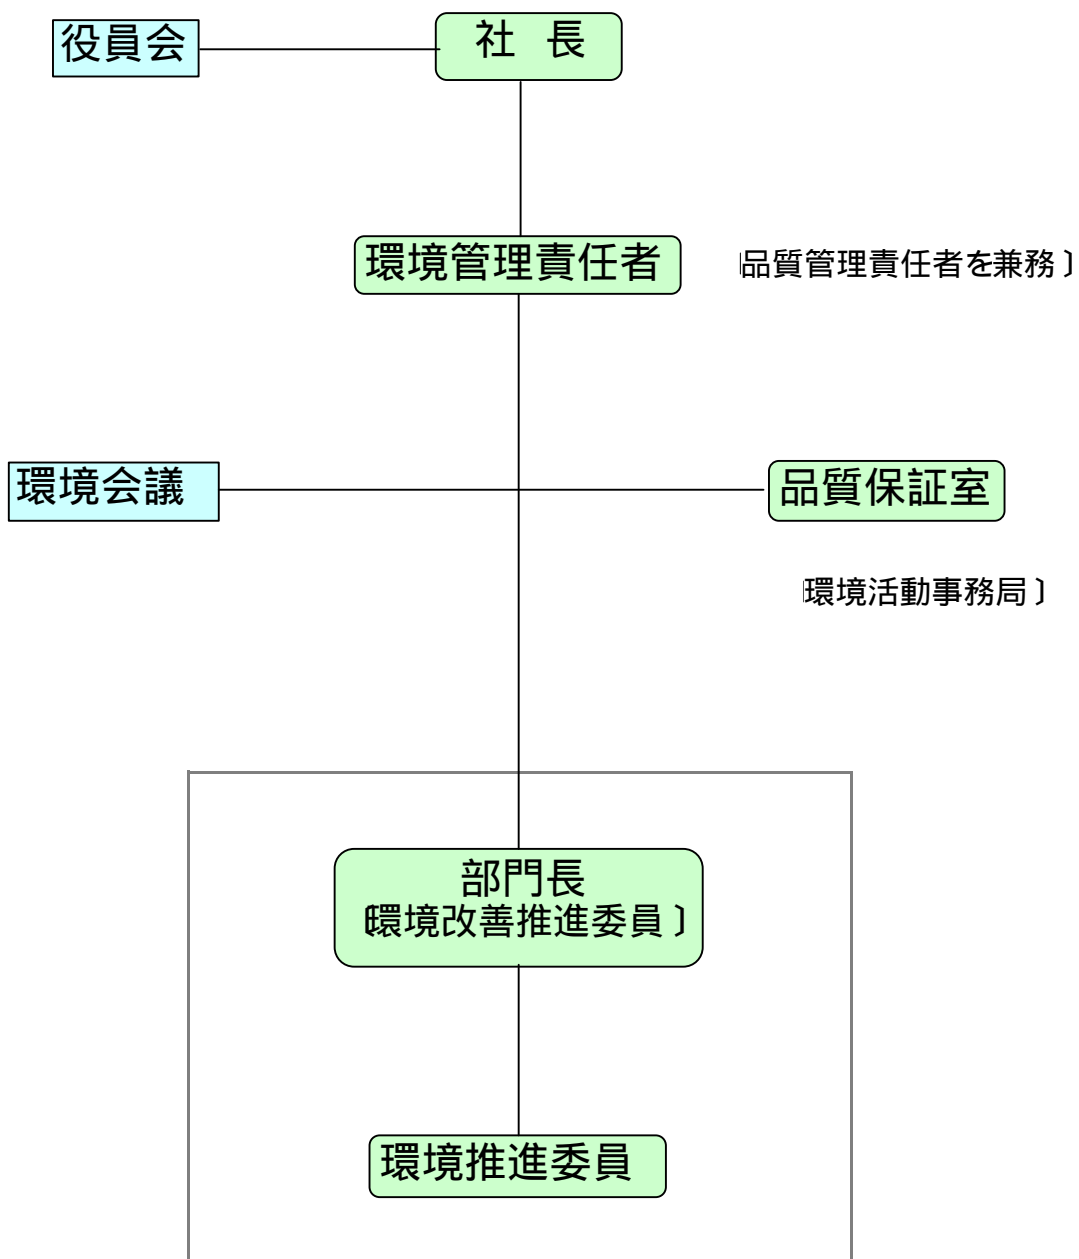 役員会
社 長
環境管理責任者
〔品質管理責任者を兼務〕
環境会議
品質保証室
〔環境活動事務局〕
部門長
〔環境改善推進委員〕
環境推進委員